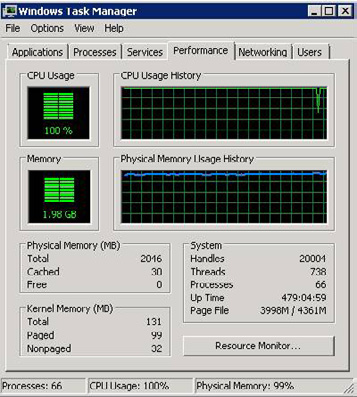 Windows Task Manager
File Options View Help
Applications Processes Services Performance Networking Users
CPU Usage
100 %
CPU Usage History
Memory
1.98 GB
Physical Memory Usage History
Physical Memory (MB)
Total 2046
Cached 30
Free 0
Kernel Memory (MB)
Total 131
Paged 99
Nonpaged 32
System
Handles 20004
Threads 738
Processes 66
Up Time 479:04:59
Page File 3998M / 4361M
Resource Monitor...
Processes: 66 CPU Usage: 100% Physical Memory: 99%